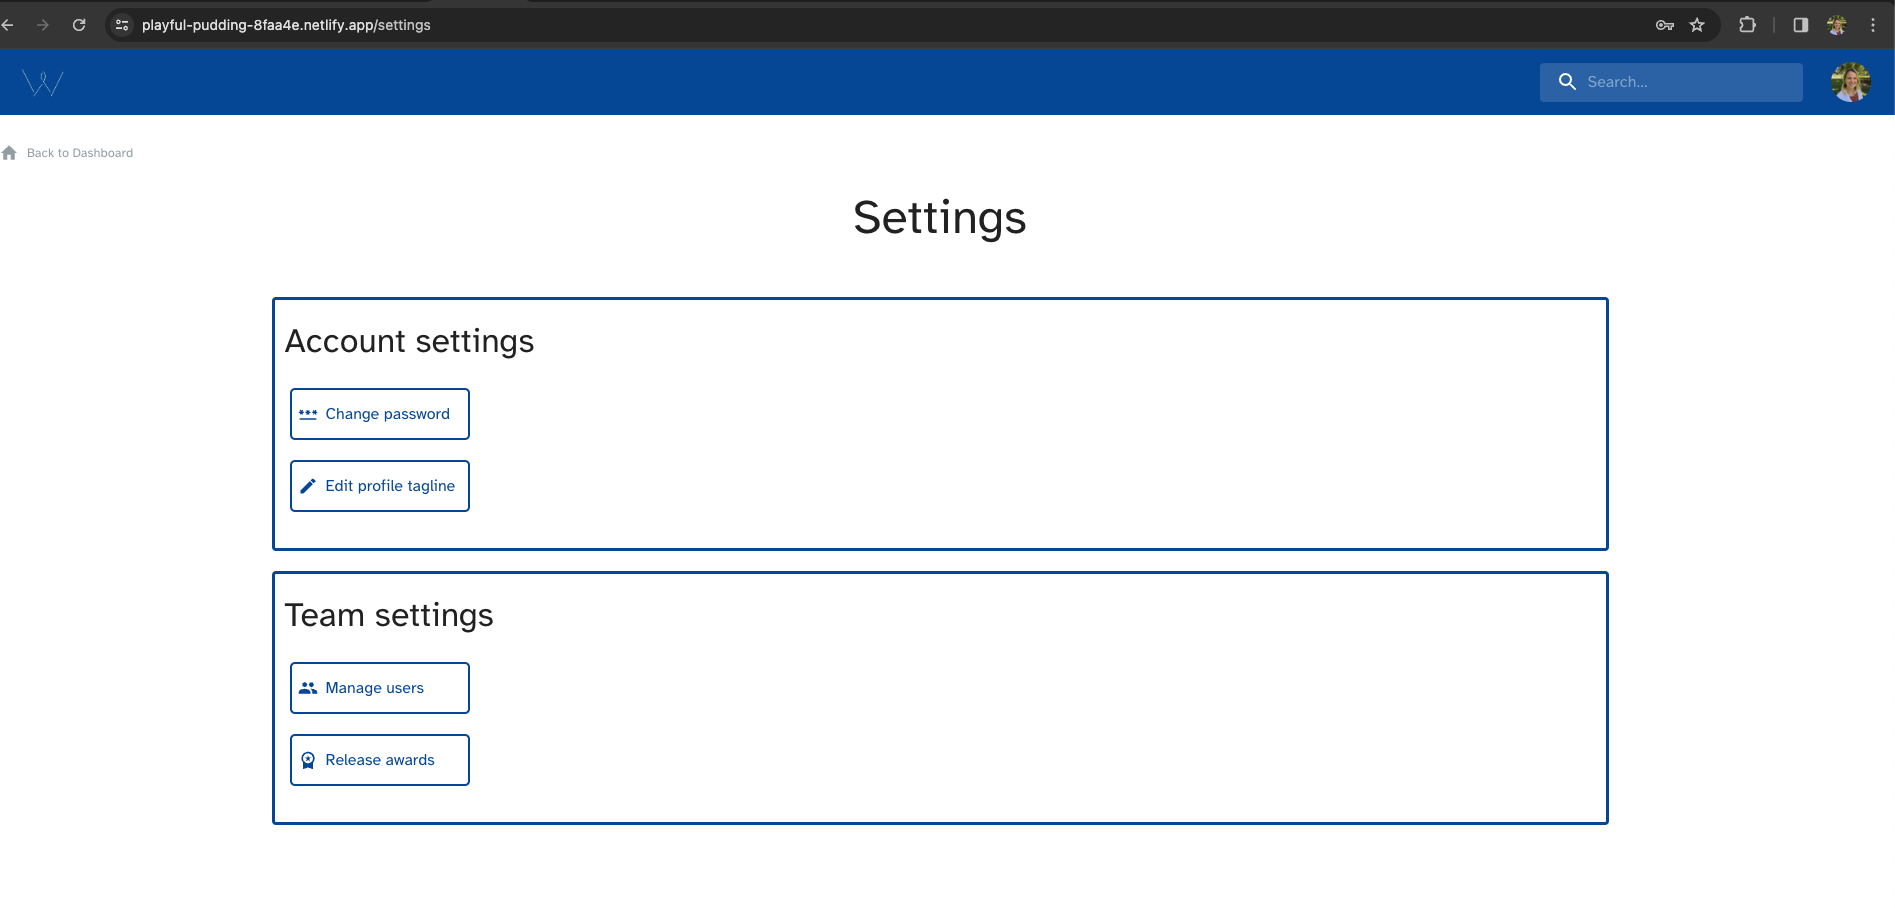 playful-pudding-8faa4e.netlify.app/settings
W
Search...
Back to Dashboard
Settings
Account settings
Change password
Edit profile tagline
Team settings
Manage users
Release awards